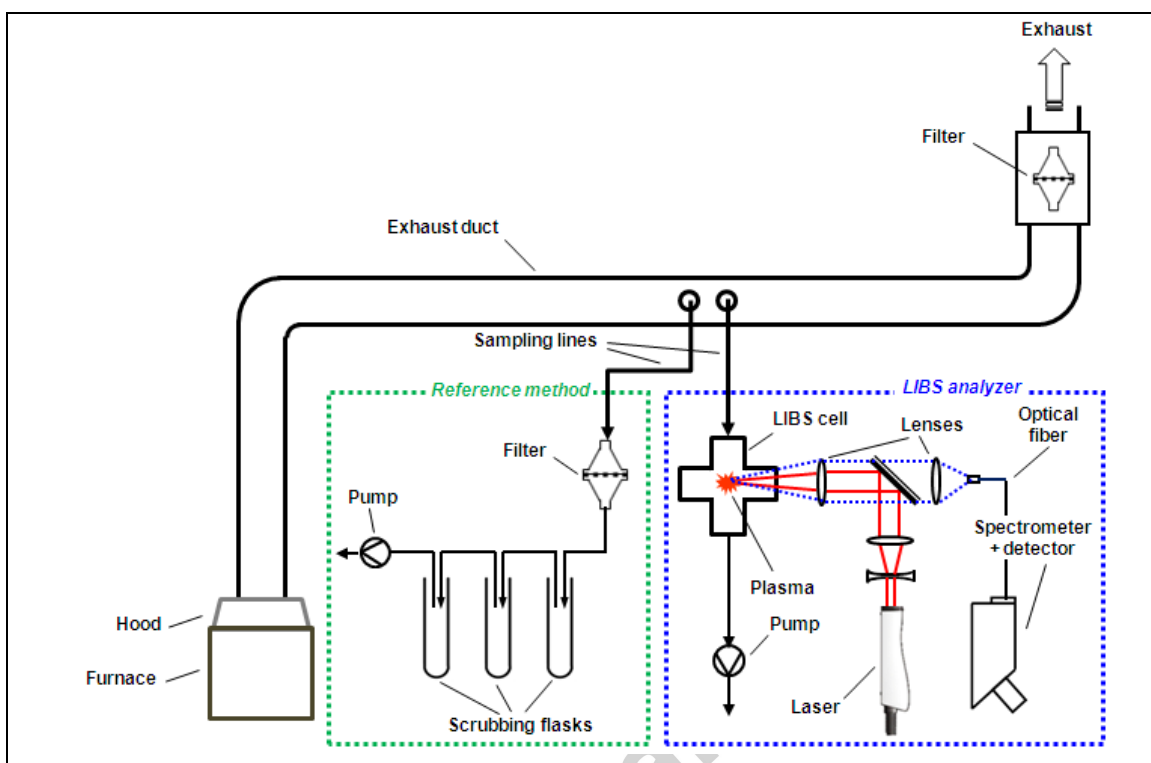 Exhaust
Filter
Exhaust duct
Sampling lines
Reference method
LIBS analyzer
LIBS cell
Lenses
Optical
fiber
Filter
Pump
Spectrometer
+ detector
Plasma
Hood
Pump
Furnace
Laser
Scrubbing flasks